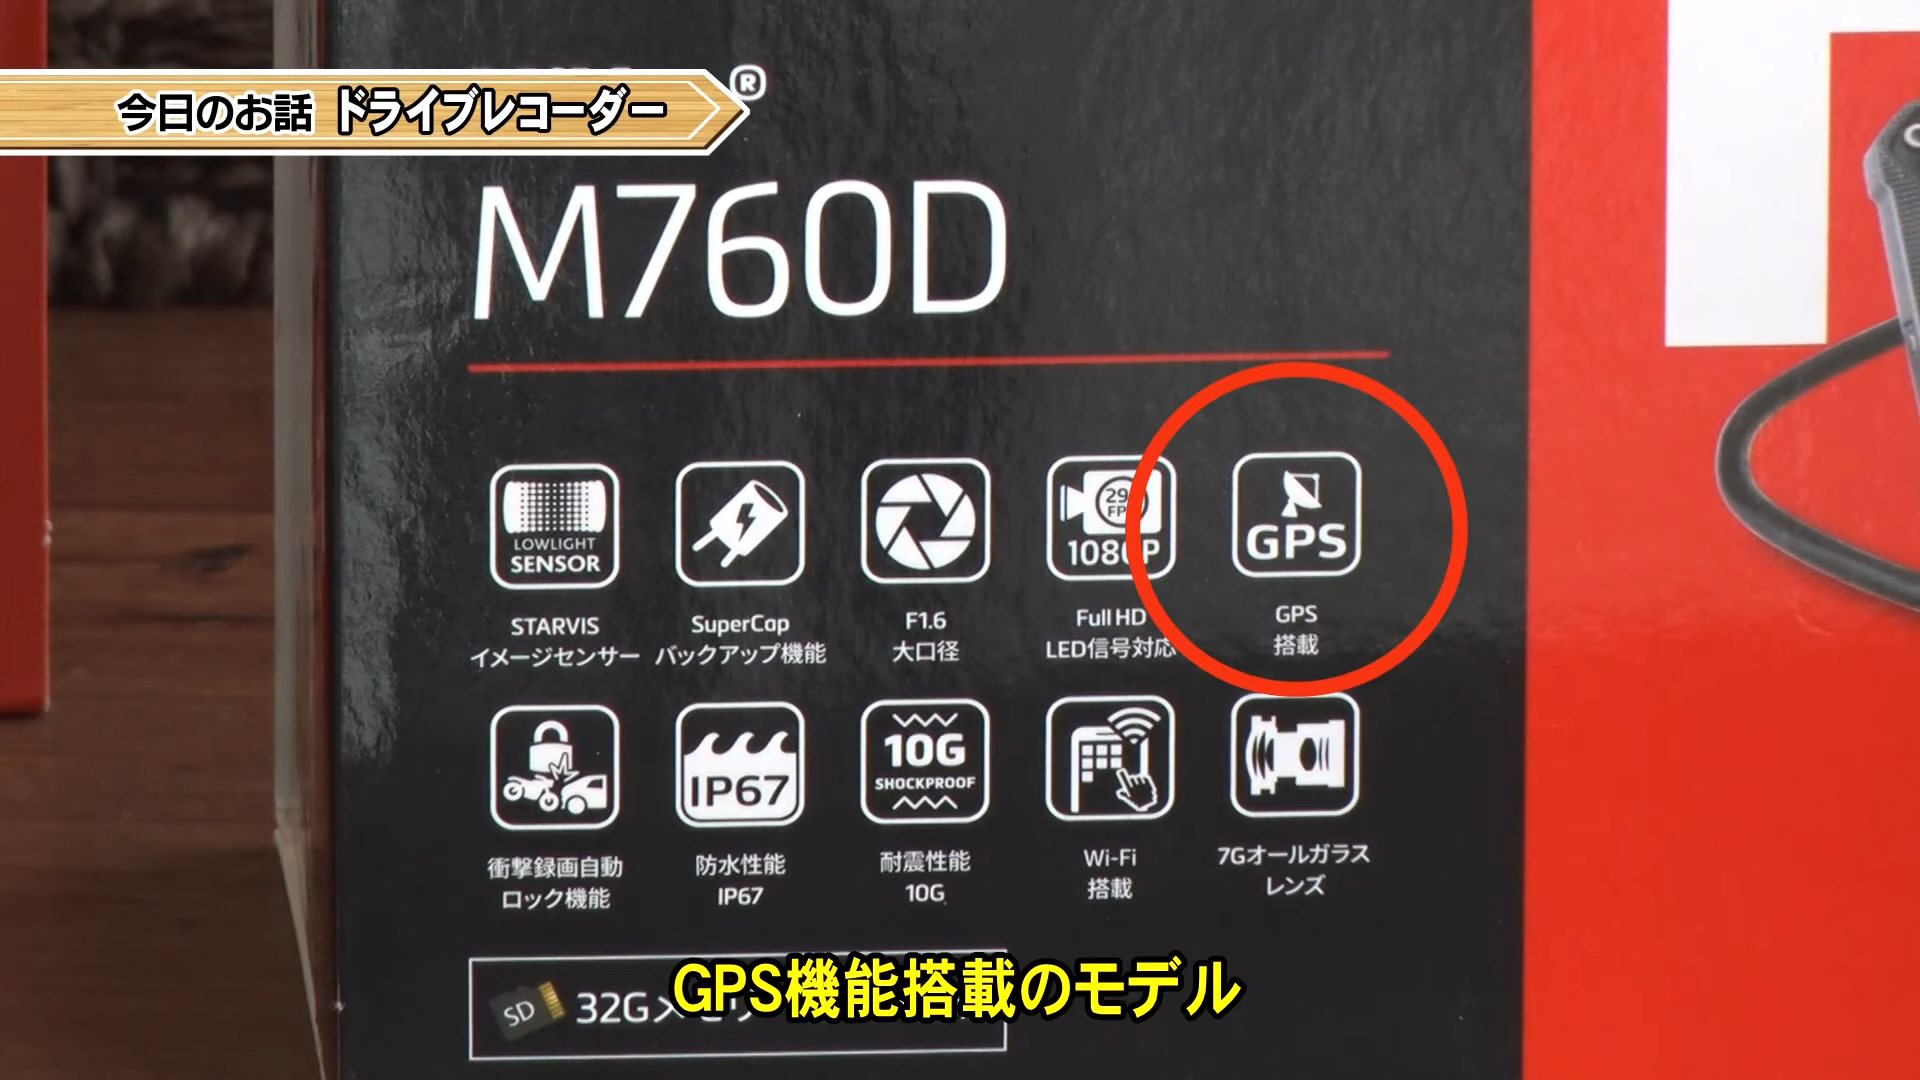 今日のお話 ドライブレコーダー
®
M760D
LOWLIGHT
SENSOR
STARVIS
イメージセンサー
SuperCap
バックアップ機能
F1.6
大口径
1080P
Full HD
LED信号対応
GPS
GPS
搭載
衝撃録画自動
ロック機能
IP67
防水性能
IP67
10G
SHOCKPROOF
耐震性能
10G
Wi-Fi
搭載
7Gオールガラス
レンズ
SD
32G
GPS機能搭載のモデル